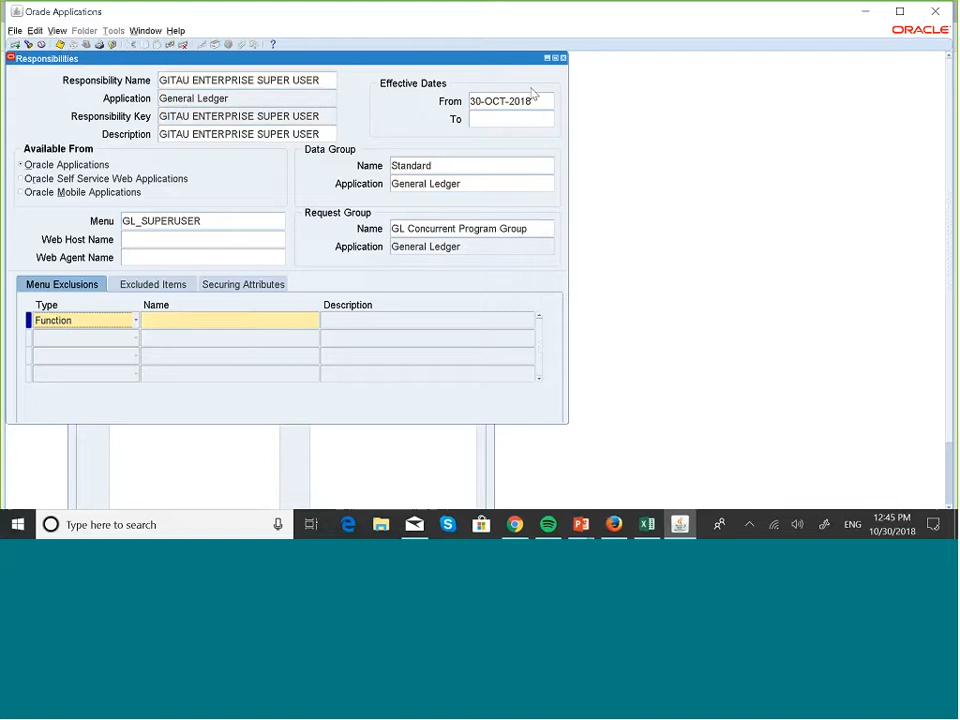 Oracle Applications
File Edit View Folder Tools Window Help
ORACLE
Responsibilities
Responsibility Name GITAU ENTERPRISE SUPER USER
Application General Ledger
Responsibility Key GITAU ENTERPRISE SUPER USER
Description GITAU ENTERPRISE SUPER USER
Effective Dates
From 30-OCT-2018
To
Available From
Oracle Applications
Oracle Self Service Web Applications
Oracle Mobile Applications
Data Group
Name Standard
Application General Ledger
Menu GL_SUPERUSER
Web Host Name
Web Agent Name
Request Group
Name GL Concurrent Program Group
Application General Ledger
Menu Exclusions Excluded Items Securing Attributes
Type Name Description
Function
Type here to search
ENG
12:45 PM
10/30/2018